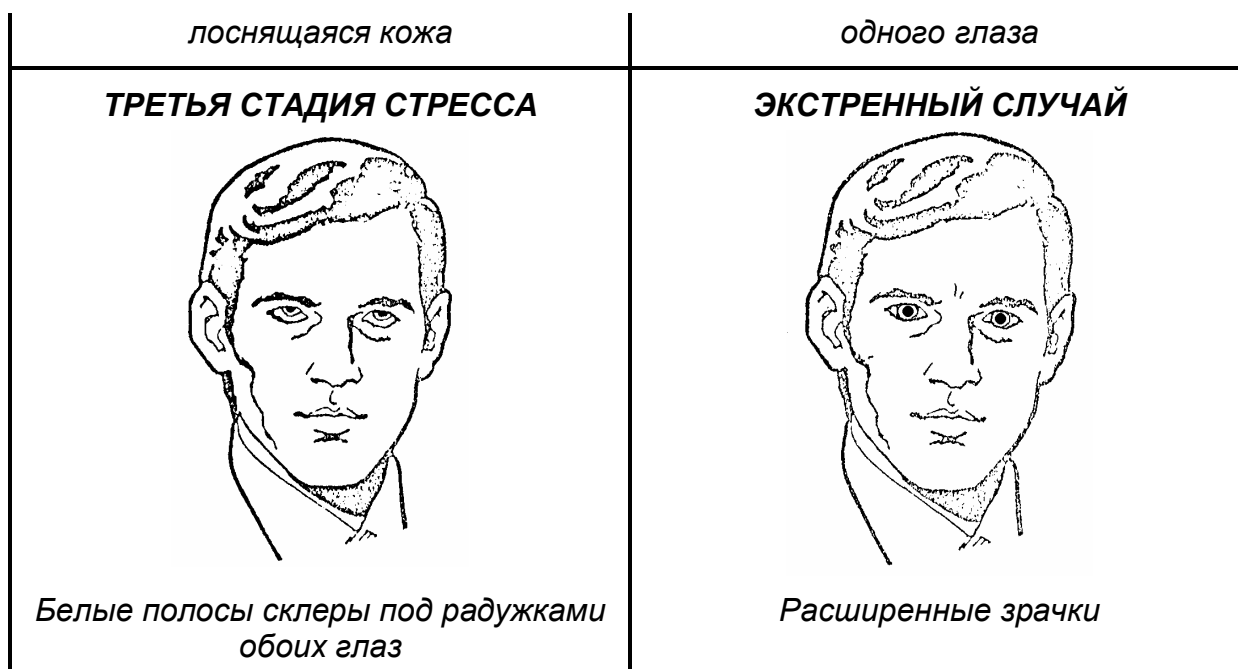 лоснящаяся кожа
одного глаза
ТРЕТЬЯ СТАДИЯ СТРЕССА
ЭКСТРЕННЫЙ СЛУЧАЙ
Белые полосы склеры под радужками
обоих глаз
Расширенные зрачки